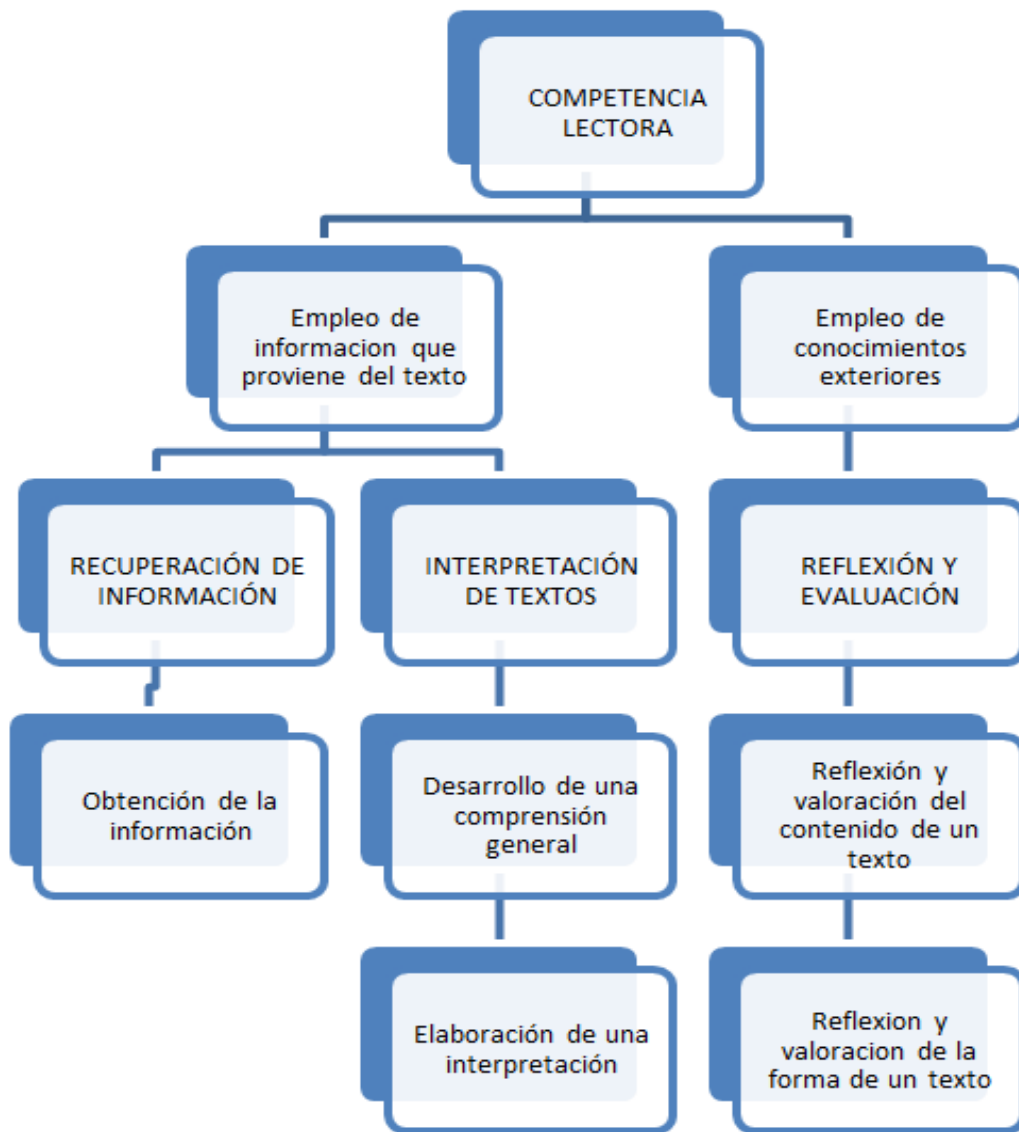 COMPETENCIA
LECTORA
Empleo de
informacion que
proviene del texto
Empleo de
conocimientos
exteriores
RECUPERACIÓN DE
INFORMACIÓN
INTERPRETACIÓN
DE TEXTOS
REFLEXIÓN Y
EVALUACIÓN
Obtención de la
información
Desarrollo de una
comprensión
general
Reflexión y
valoración del
contenido de un
texto
Elaboración de una
interpretación
Reflexion y
valoracion de la
forma de un texto